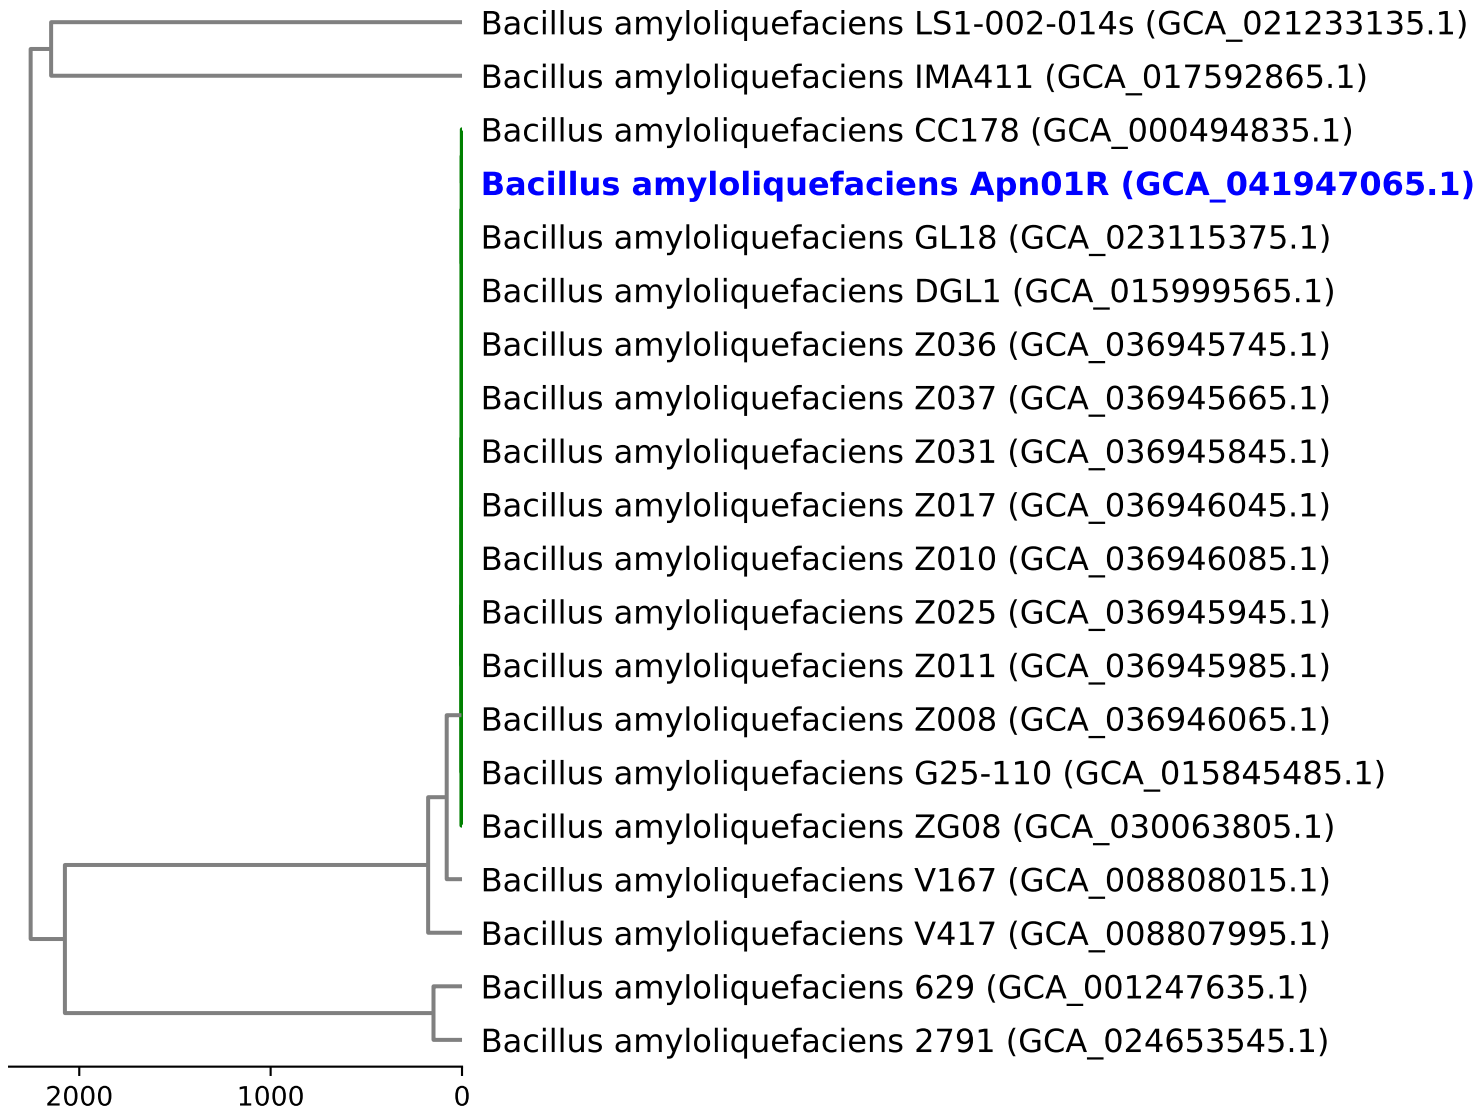 Bacillus amyloliquefaciens LS1-002-014s (GCA_021233135.1)
Bacillus amyloliquefaciens IMA411 (GCA_017592865.1)
Bacillus amyloliquefaciens CC178 (GCA_000494835.1)
Bacillus amyloliquefaciens Apn01R (GCA_041947065.1)
Bacillus amyloliquefaciens GL18 (GCA_023115375.1)
Bacillus amyloliquefaciens DGL1 (GCA_015999565.1)
Bacillus amyloliquefaciens Z036 (GCA_036945745.1)
Bacillus amyloliquefaciens Z037 (GCA_036945665.1)
Bacillus amyloliquefaciens Z031 (GCA_036945845.1)
Bacillus amyloliquefaciens Z017 (GCA_036946045.1)
Bacillus amyloliquefaciens Z010 (GCA_036946085.1)
Bacillus amyloliquefaciens Z025 (GCA_036945945.1)
Bacillus amyloliquefaciens Z011 (GCA_036945985.1)
Bacillus amyloliquefaciens Z008 (GCA_036946065.1)
Bacillus amyloliquefaciens G25-110 (GCA_015845485.1)
Bacillus amyloliquefaciens ZG08 (GCA_030063805.1)
Bacillus amyloliquefaciens V167 (GCA_008808015.1)
Bacillus amyloliquefaciens V417 (GCA_008807995.1)
Bacillus amyloliquefaciens 629 (GCA_001247635.1)
Bacillus amyloliquefaciens 2791 (GCA_024653545.1)
2000 1000 0